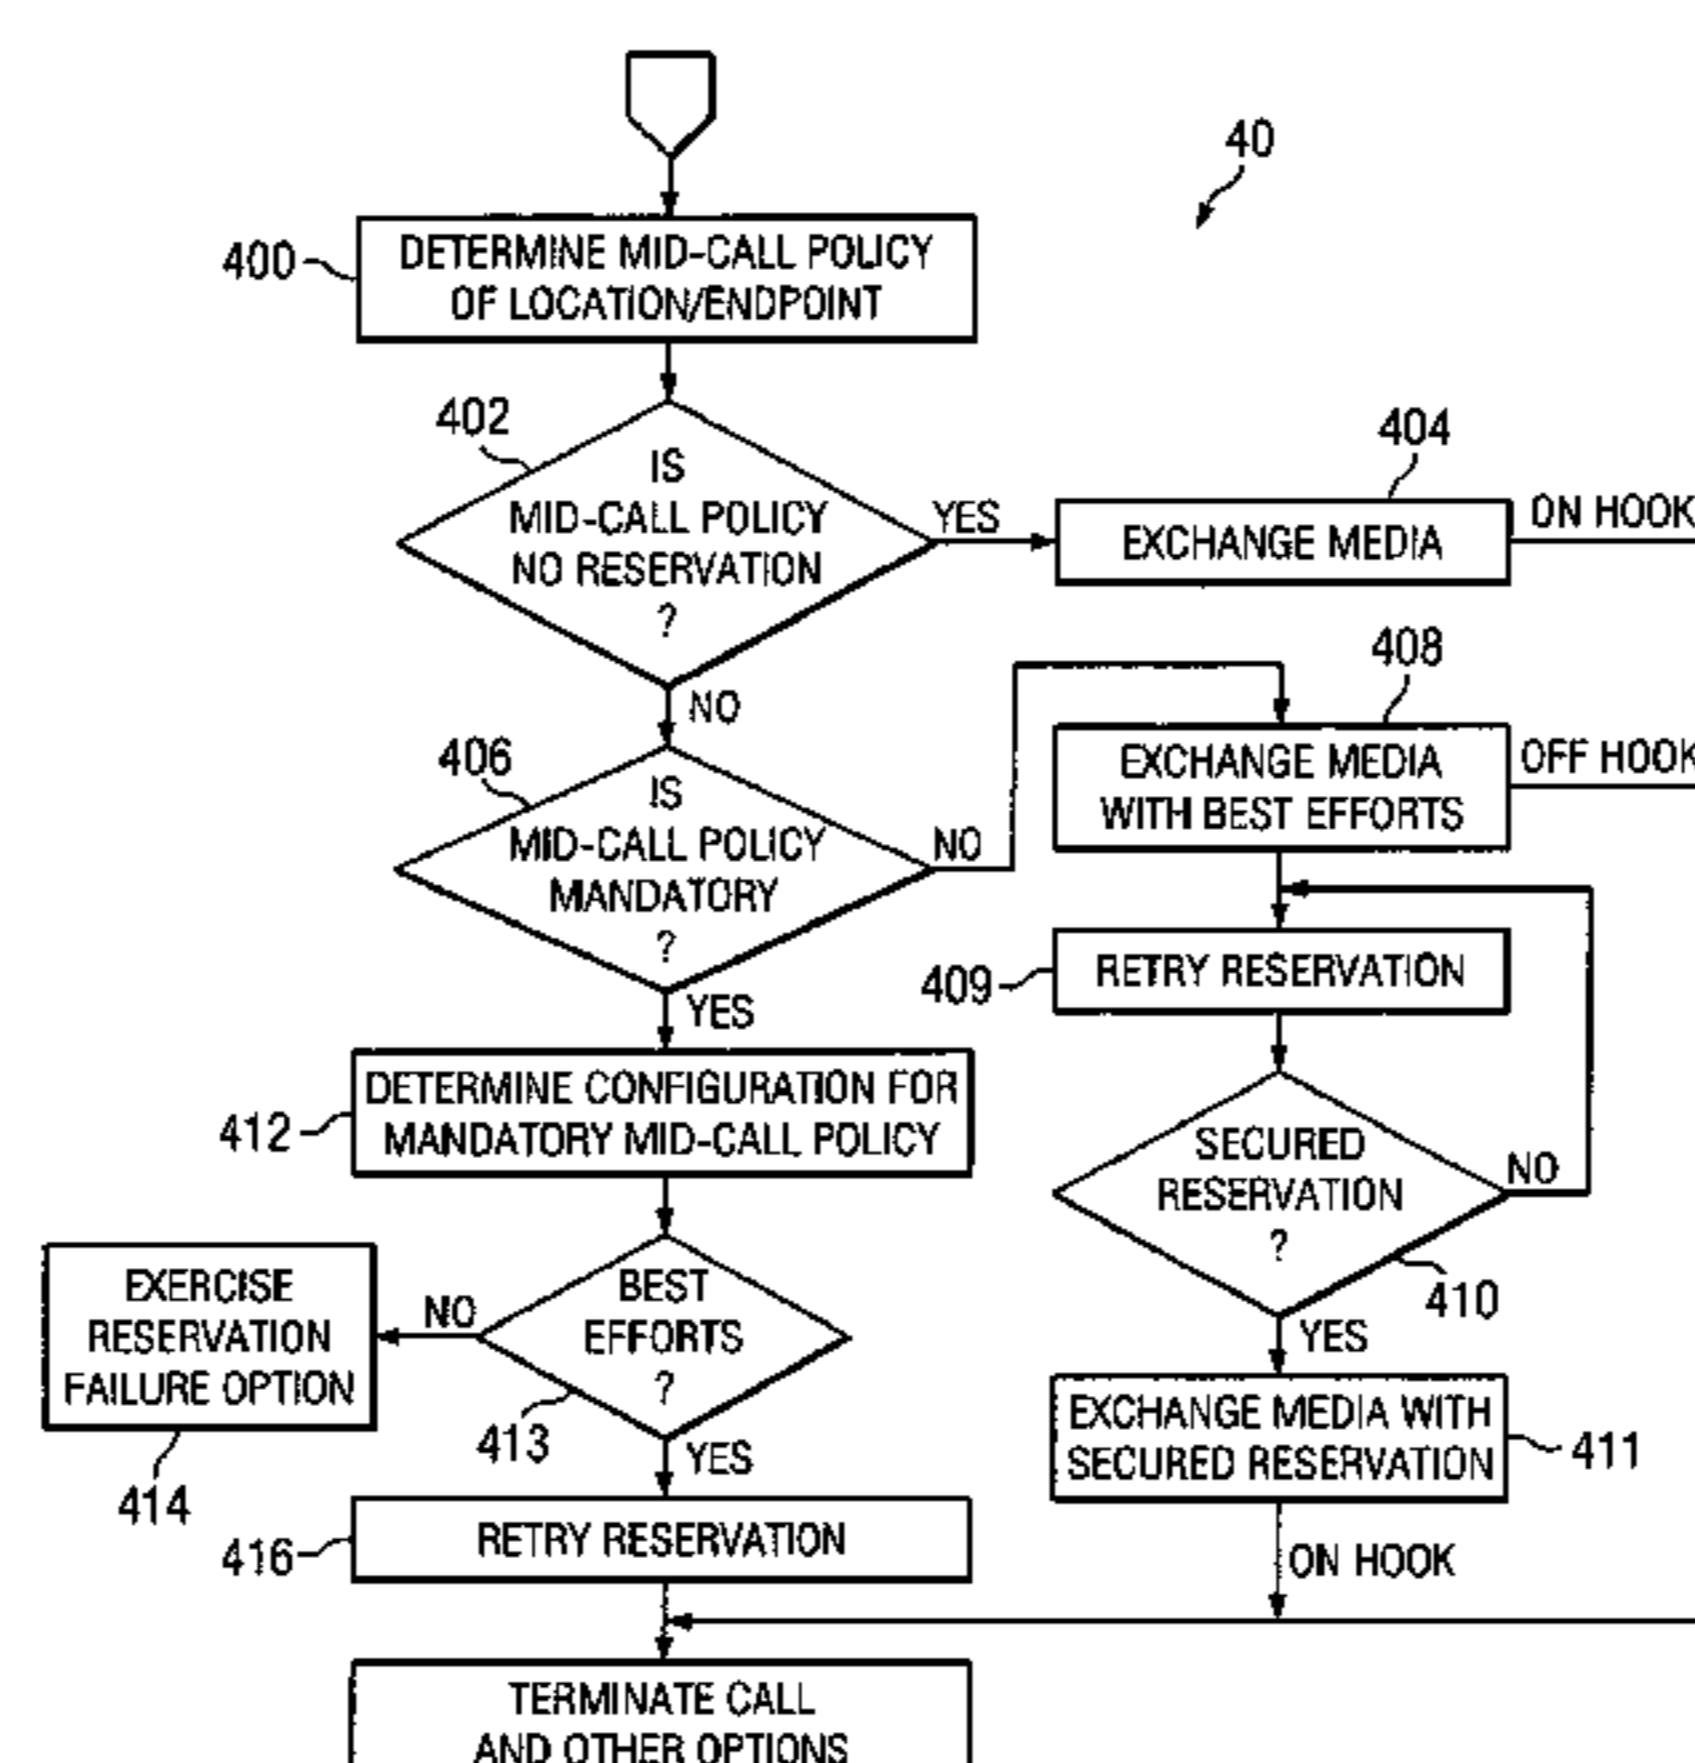 40
400
DETERMINE MID-CALL POLICY
OF LOCATION/ENDPOINT
402
IS
MID-CALL POLICY
NO RESERVATION
?
YES
404
EXCHANGE MEDIA
ON HOOK
NO
406
IS
MID-CALL POLICY
MANDATORY
?
NO
408
EXCHANGE MEDIA
WITH BEST EFFORTS
OFF HOOK
409
RETRY RESERVATION
SECURED
RESERVATION
?
NO
410
YES
EXCHANGE MEDIA WITH
SECURED RESERVATION
411
ON HOOK
YES
412
DETERMINE CONFIGURATION FOR
MANDATORY MID-CALL POLICY
BEST
EFFORTS
?
413
NO
EXERCISE
RESERVATION
FAILURE OPTION
414
YES
416
RETRY RESERVATION
TERMINATE CALL
AND OTHER OPTIONS